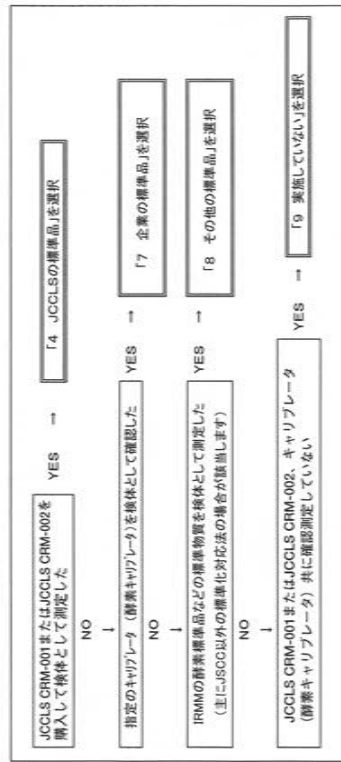 JCCLS CRM-001またはJCCLS CRM-002を
購入して検体として測定した
YES →
「4 JCCLSの標準品」を選択
NO
↓
指定のキャリブレータ（酵素キャリブレータ）を検体として確認した
YES →
「7 企業の標準品」を選択
NO
↓
IRMMの酵素標準品などの標準物質を検体として測定した
（主にJSCC以外の標準化対応法の場合が該当します）
YES →
「8 その他の標準品」を選択
NO
↓
JCCLS CRM-001またはJCCLS CRM-002、キャリブレータ
（酵素キャリブレータ）共に確認測定していない
YES →
「9 実施していない」を選択